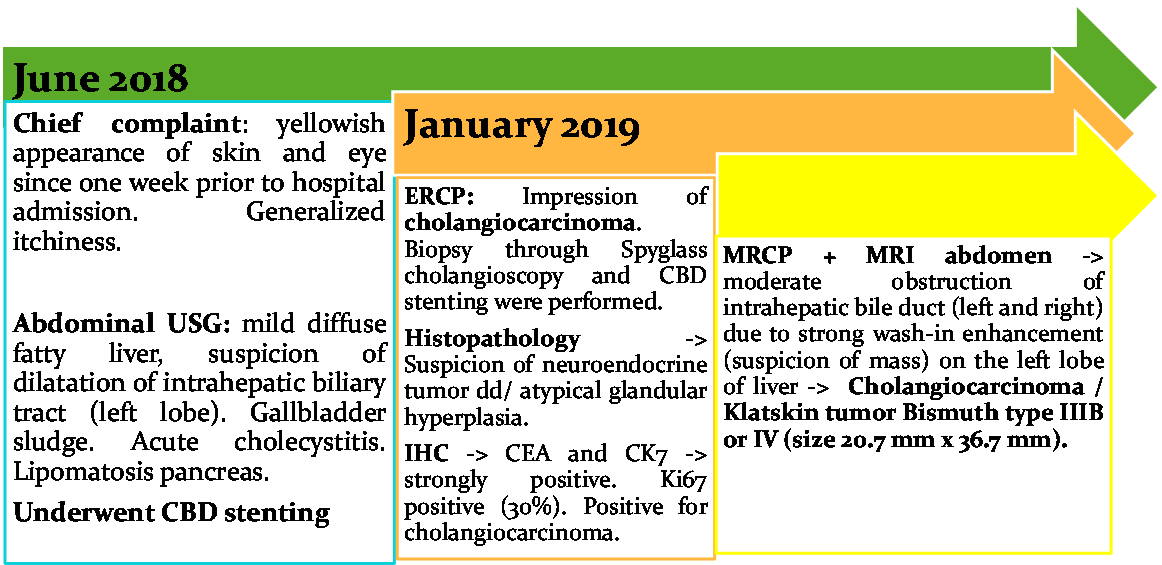 June 2018
Chief complaint: yellowish
appearance of skin and eye
since one week prior to hospital
admission. Generalized
itchiness.
Abdominal USG: mild diffuse
fatty liver, suspicion of
dilatation of intrahepatic biliary
tract (left lobe). Gallbladder
sludge. Acute cholecystitis.
Lipomatosis pancreas.
Underwent CBD stenting
January 2019
ERCP: Impression of
cholangiocarcinoma.
Biopsy through Spyglass
cholangioscopy and CBD
stenting were performed.
Histopathology ->
Suspicion of neuroendocrine
tumor dd/ atypical glandular
hyperplasia.
IHC -> CEA and CK7 ->
strongly positive. Ki67
positive (30%). Positive for
cholangiocarcinoma.
MRCP + MRI abdomen ->
moderate obstruction of
intrahepatic bile duct (left and right)
due to strong wash-in enhancement
(suspicion of mass) on the left lobe
of liver -> Cholangiocarcinoma /
Klatskin tumor Bismuth type IIIB
or IV (size 20.7 mm x 36.7 mm).